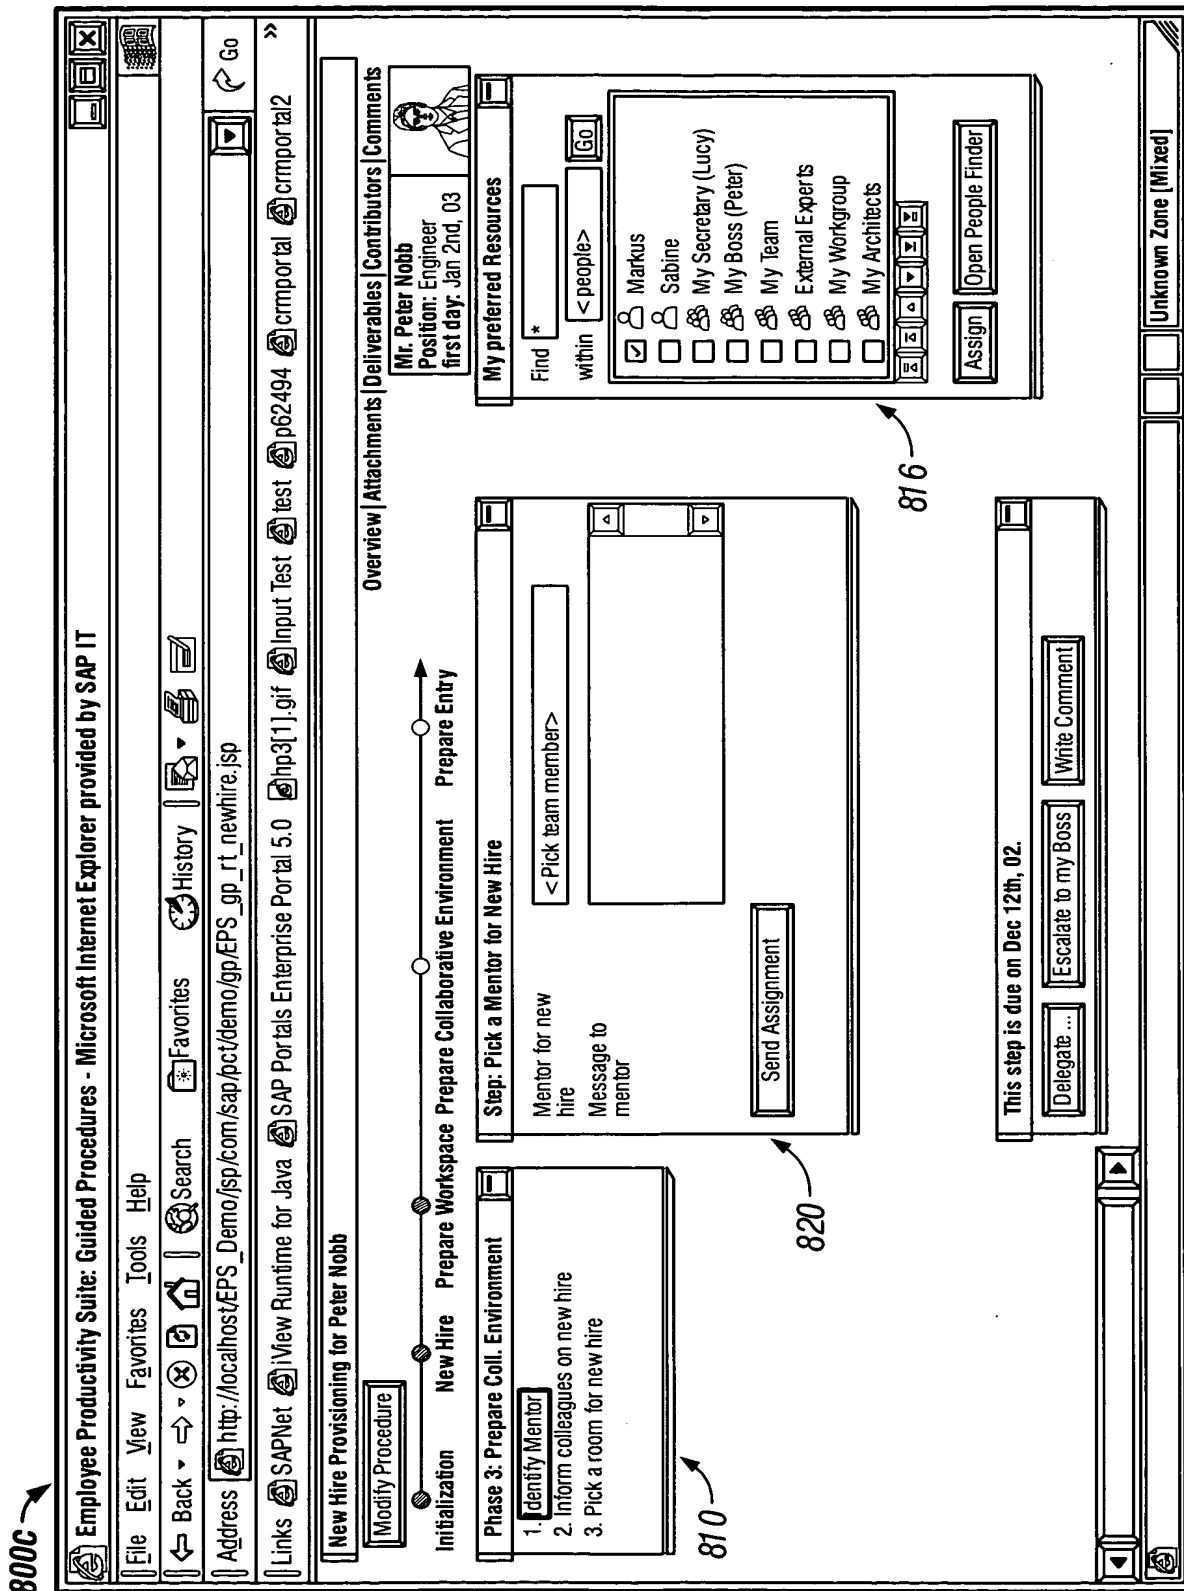 800C
Employee Productivity Suite: Guided Procedures - Microsoft Internet Explorer provided by SAP IT
File Edit View Favorites Tools Help
Back Search Favorites History
Address http://localhost/EPS_Demo/jsp/com/sap/pct/demo/gp/EPS_gp_rt_newhire.jsp Go
Links SAPNet iView Runtime for Java SAP Portals Enterprise Portal 5.0 hp3[1].gif Input Test test p62494 crmportal crmportal2 »
New Hire Provisioning for Peter Nobb
Modify Procedure
Overview|Attachments|Deliverables|Contributors|Comments
Initialization New Hire Prepare Workspace Prepare Collaborative Environment Prepare Entry
Mr. Peter Nobb
Position: Engineer
first day: Jan 2nd, 03
Phase 3: Prepare Coll. Environment
1. Identify Mentor
2. Inform colleagues on new hire
3. Pick a room for new hire
810
Step: Pick a Mentor for New Hire
Mentor for new
hire
<Pick team member>
Message to
mentor
Send Assignment
820
My preferred Resources
Find *
within <people> Go
Markus
Sabine
My Secretary (Lucy)
My Boss (Peter)
My Team
External Experts
My Workgroup
My Architects
Assign Open People Finder
816
This step is due on Dec 12th, 02.
Delegate ... Escalate to my Boss Write Comment
Unknown Zone [Mixed]